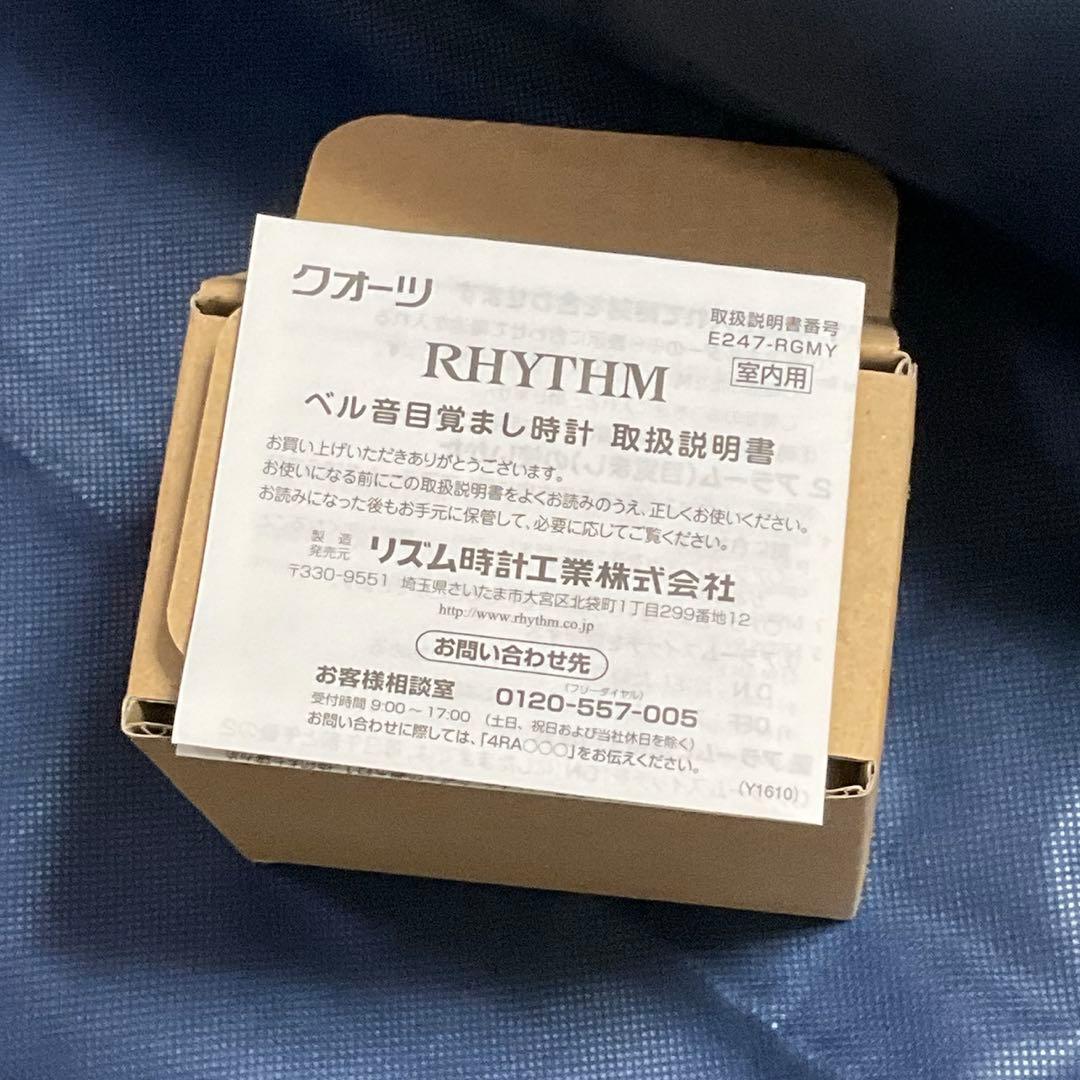 クオーツ
取扱説明書番号
E247-RGMY
室内用
RHYTHM
ベル音目覚まし時計 取扱説明書
お買い上げいただきありがとうございます。
お使いになる前にこの取扱説明書をよくお読みのうえ、正しくお使いください。
お読みになった後もお手元に保管して、必要に応じてご覧ください。
製造
発売元 リズム時計工業株式会社
〒330-9551 埼玉県さいたま市大宮区北袋町1丁目299番地12
http://www.rhythm.co.jp
お問い合わせ先
(フリーダイヤル)
お客様相談室 0120-557-005
受付時間 9:00~17:00 (土日、祝日および当社休日を除く)
お問い合わせに際しては、「4RA○○○」をお伝えください。
(Y1610)